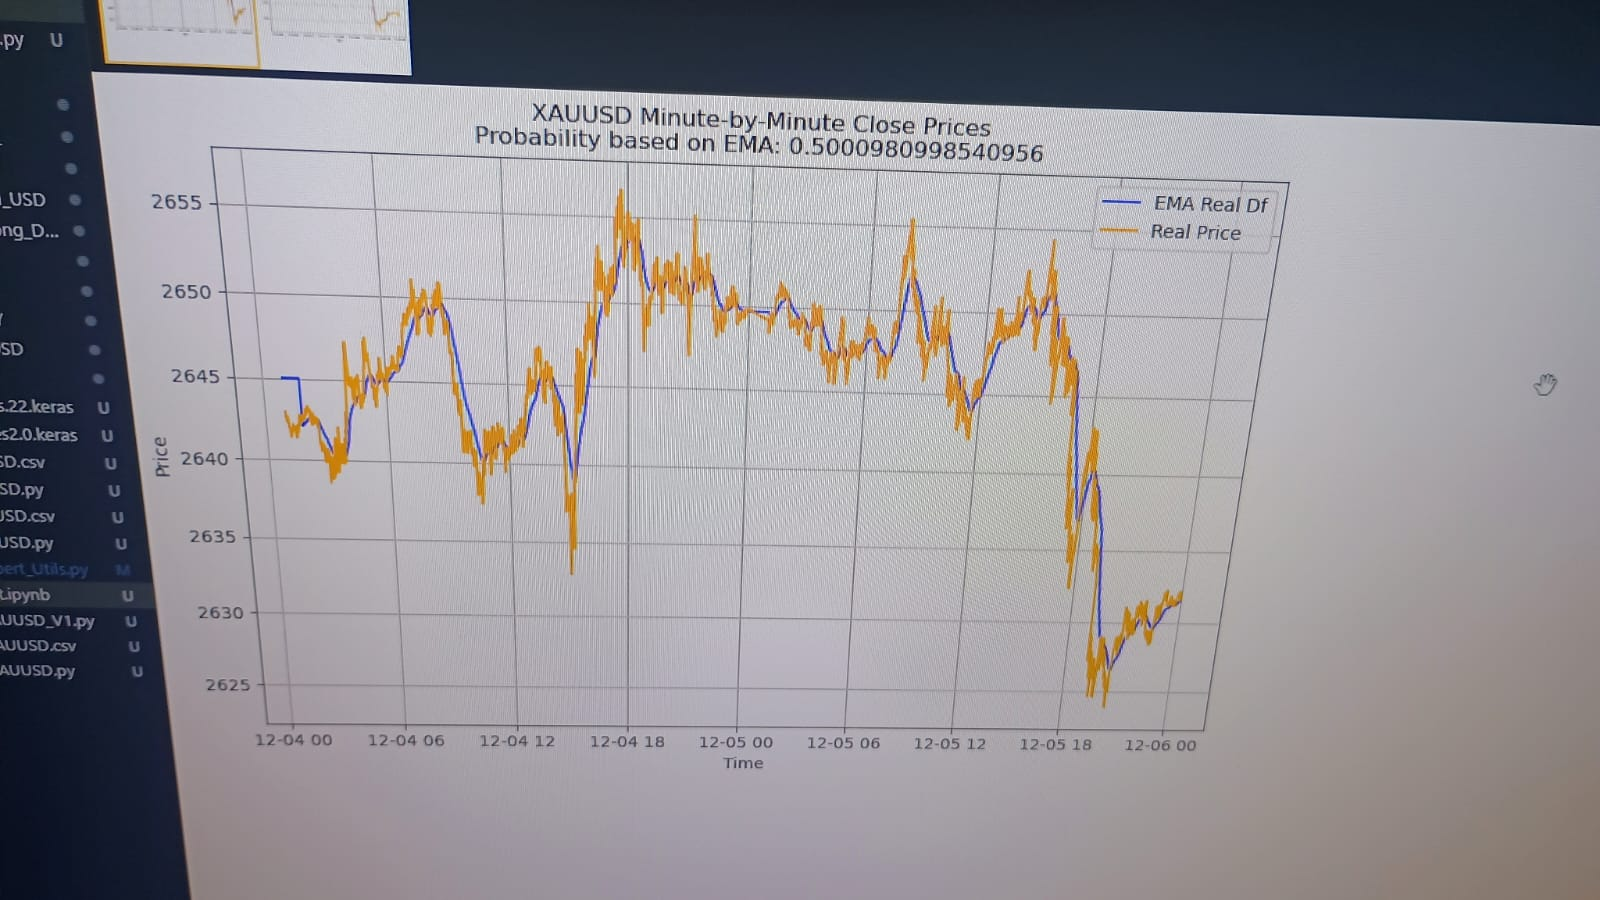 .py U
_USD
ng_D...
SD
s.22.keras U
s2.0.keras U
SD.csv U
SD.py U
USD.csv U
USD.py U
pert_Utils.py M
t.ipynb U
UUSD_V1.py U
AUUSD.csv U
AUUSD.py U
XAUUSD Minute-by-Minute Close Prices
Probability based on EMA: 0.5000980998540956
EMA Real Df
Real Price
2655
2650
2645
2640
2635
2630
2625
Price
12-04 00 12-04 06 12-04 12 12-04 18 12-05 00 12-05 06 12-05 12 12-05 18 12-06 00
Time